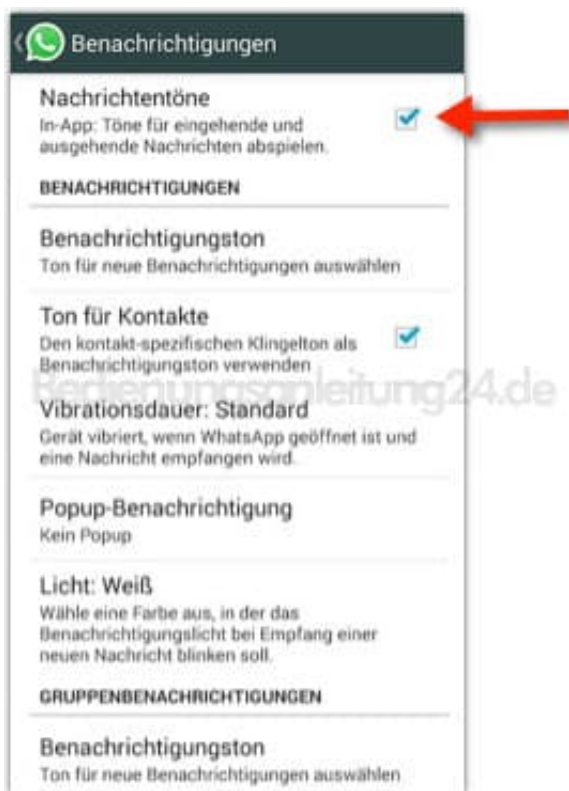 Benachrichtigungen
Nachrichtentöne
In-App: Töne für eingehende und
ausgehende Nachrichten abspielen.
BENACHRICHTIGUNGEN
Benachrichtigungston
Ton für neue Benachrichtigungen auswählen
Ton für Kontakte
Den kontakt-spezifischen Klingelton als
Benachrichtigungston verwenden
Bedienungsanleitung24.de
Vibrationsdauer: Standard
Gerät vibriert, wenn WhatsApp geöffnet ist und
eine Nachricht empfangen wird.
Popup-Benachrichtigung
Kein Popup
Licht: Weiß
Wähle eine Farbe aus, in der das
Benachrichtigungslicht bei Empfang einer
neuen Nachricht blinken soll.
GRUPPENBENACHRICHTIGUNGEN
Benachrichtigungston
Ton für neue Benachrichtigungen auswählen